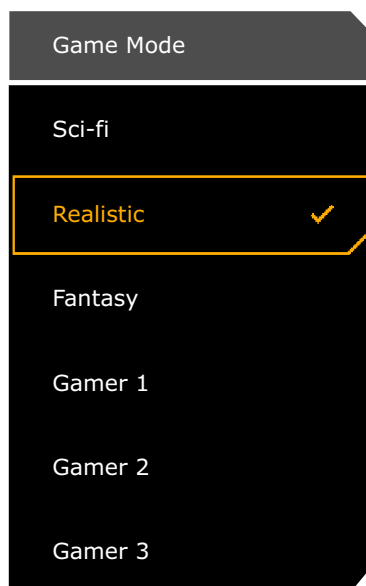 Game Mode
Sci-fi
Realistic
Fantasy
Gamer 1
Gamer 2
Gamer 3